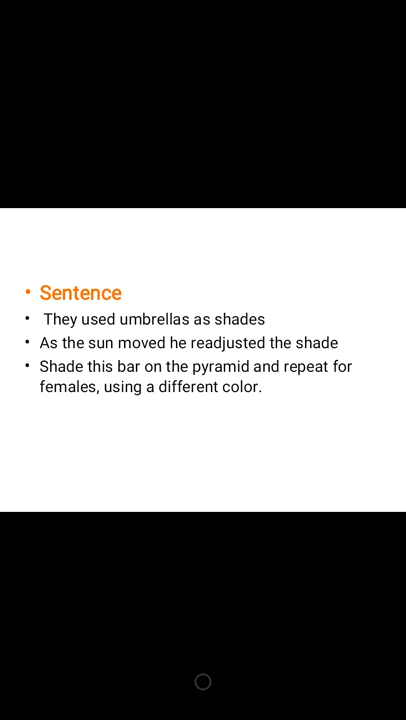 • Sentence
• They used umbrellas as shades
• As the sun moved he readjusted the shade
• Shade this bar on the pyramid and repeat for
females, using a different color.